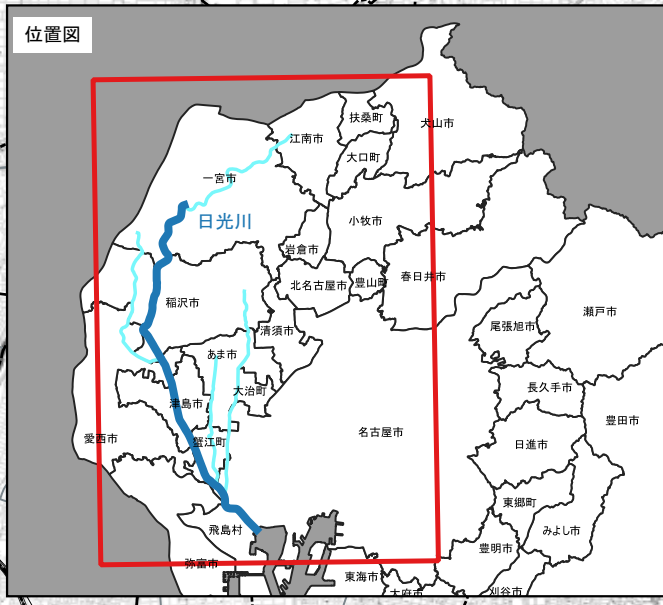 位置図
扶桑町
犬山市
江南市
大口町
一宮市
日光川
小牧市
岩倉市
北名古屋市
豊山町
春日井市
稲沢市
清須市
尾張旭市
瀬戸市
あま市
大治町
長久手市
津島市
豊田市
名古屋市
愛西市
蟹江町
日進市
東郷町
飛島村
みよし市
豊明市
弥富市
東海市
大府市
刈谷市